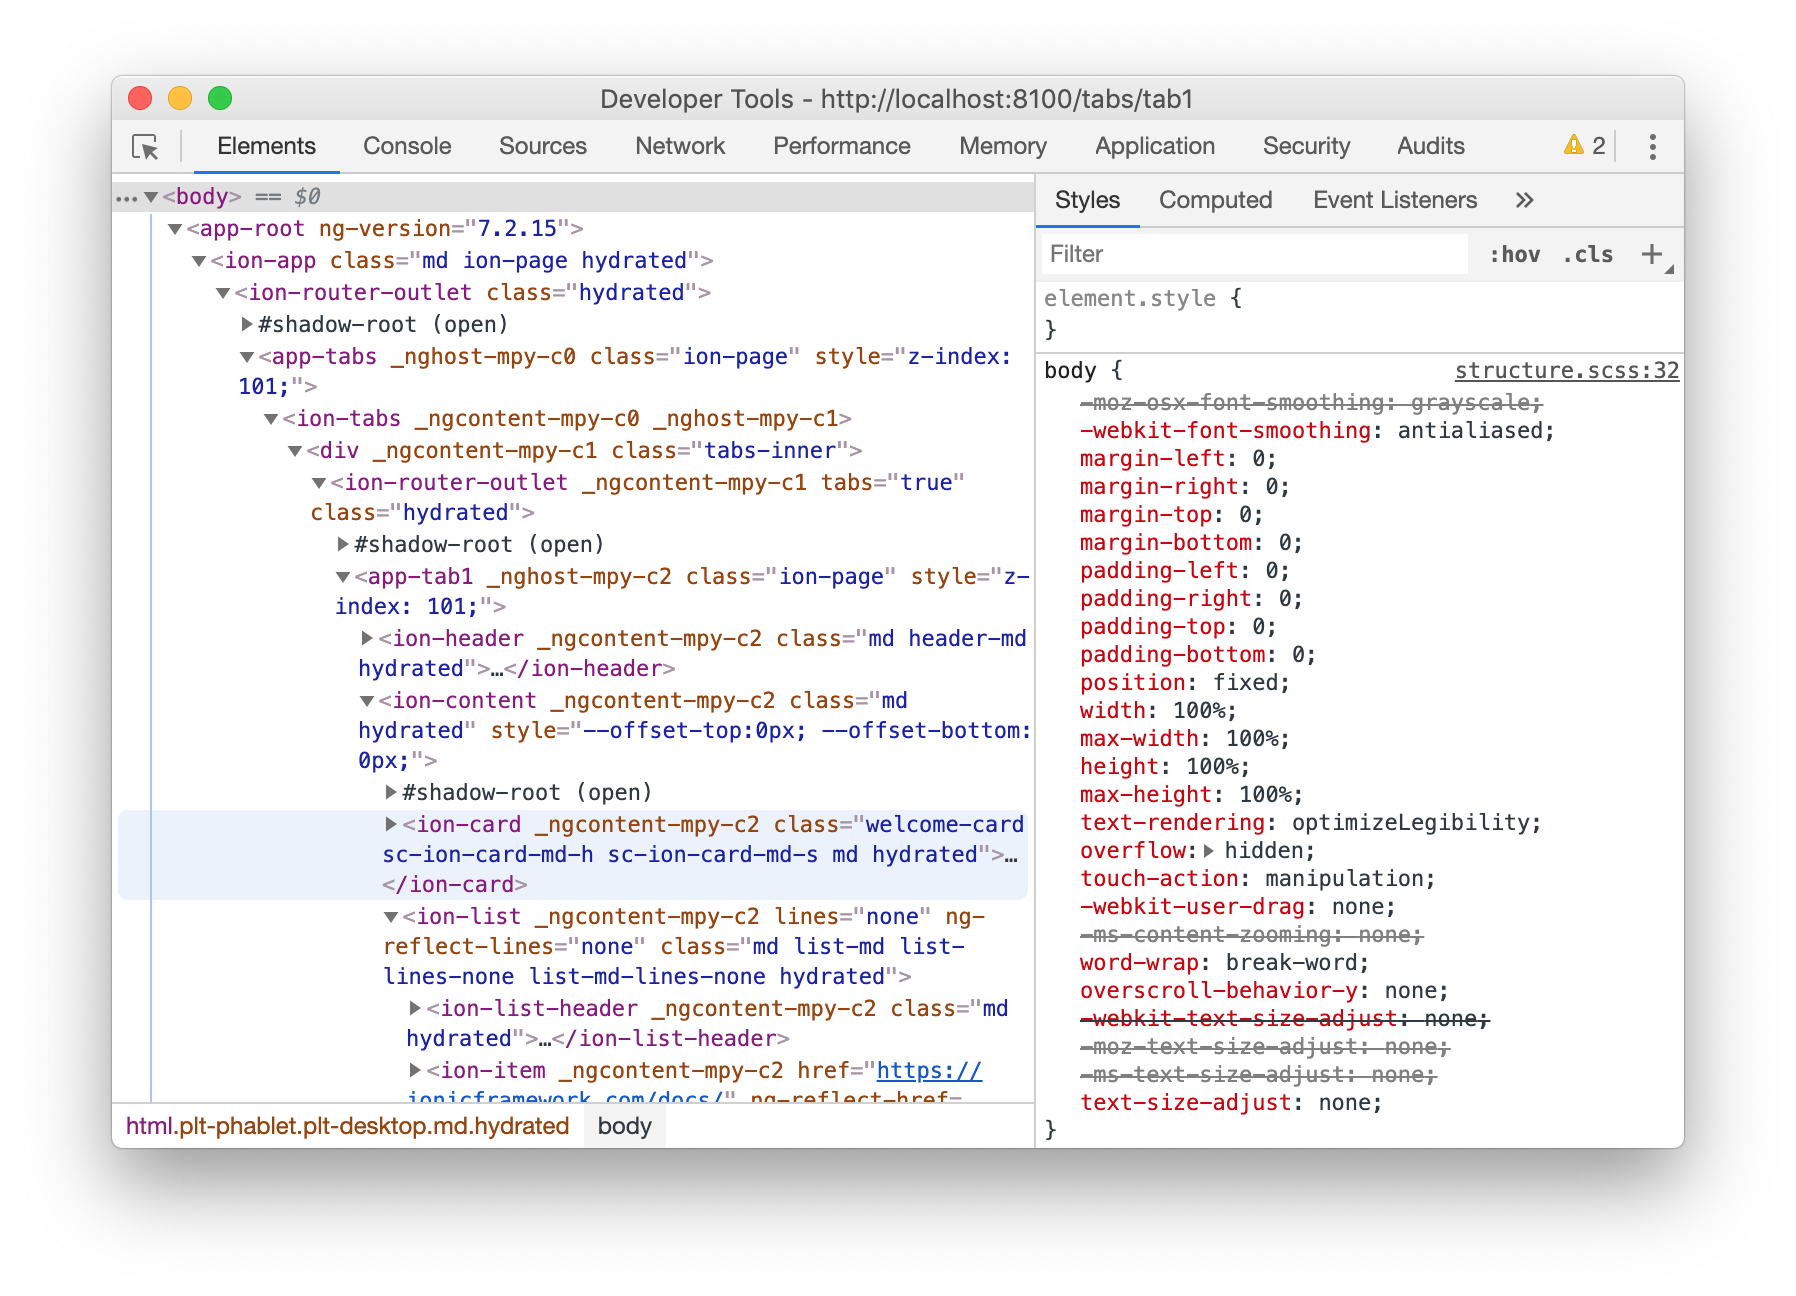 Developer Tools - http://localhost:8100/tabs/tab1
Elements Console Sources Network Performance Memory Application Security Audits 2
… <body> == $0
<app-root ng-version="7.2.15">
<ion-app class="md ion-page hydrated">
<ion-router-outlet class="hydrated">
#shadow-root (open)
<app-tabs _nghost-mpy-c0 class="ion-page" style="z-index:
101;">
<ion-tabs _ngcontent-mpy-c0 _nghost-mpy-c1>
<div _ngcontent-mpy-c1 class="tabs-inner">
<ion-router-outlet _ngcontent-mpy-c1 tabs="true"
class="hydrated">
#shadow-root (open)
<app-tab1 _nghost-mpy-c2 class="ion-page" style="z-
index: 101;">
<ion-header _ngcontent-mpy-c2 class="md header-md
hydrated">…</ion-header>
<ion-content _ngcontent-mpy-c2 class="md
hydrated" style="--offset-top:0px; --offset-bottom:
0px;">
#shadow-root (open)
<ion-card _ngcontent-mpy-c2 class="welcome-card
sc-ion-card-md-h sc-ion-card-md-s md hydrated">…
</ion-card>
<ion-list _ngcontent-mpy-c2 lines="none" ng-
reflect-lines="none" class="md list-md list-
lines-none list-md-lines-none hydrated">
<ion-list-header _ngcontent-mpy-c2 class="md
hydrated">…</ion-list-header>
<ion-item _ngcontent-mpy-c2 href="https://
ionicframework.com/docs/" ng-reflect-href=
html.plt-phablet.plt-desktop.md.hydrated body
Styles Computed Event Listeners »
Filter :hov .cls +
element.style {
}
body { structure.scss:32
-moz-osx-font-smoothing: grayscale;
-webkit-font-smoothing: antialiased;
margin-left: 0;
margin-right: 0;
margin-top: 0;
margin-bottom: 0;
padding-left: 0;
padding-right: 0;
padding-top: 0;
padding-bottom: 0;
position: fixed;
width: 100%;
max-width: 100%;
height: 100%;
max-height: 100%;
text-rendering: optimizeLegibility;
overflow: hidden;
touch-action: manipulation;
-webkit-user-drag: none;
-ms-content-zooming: none;
word-wrap: break-word;
overscroll-behavior-y: none;
-webkit-text-size-adjust: none;
-moz-text-size-adjust: none;
-ms-text-size-adjust: none;
text-size-adjust: none;
}